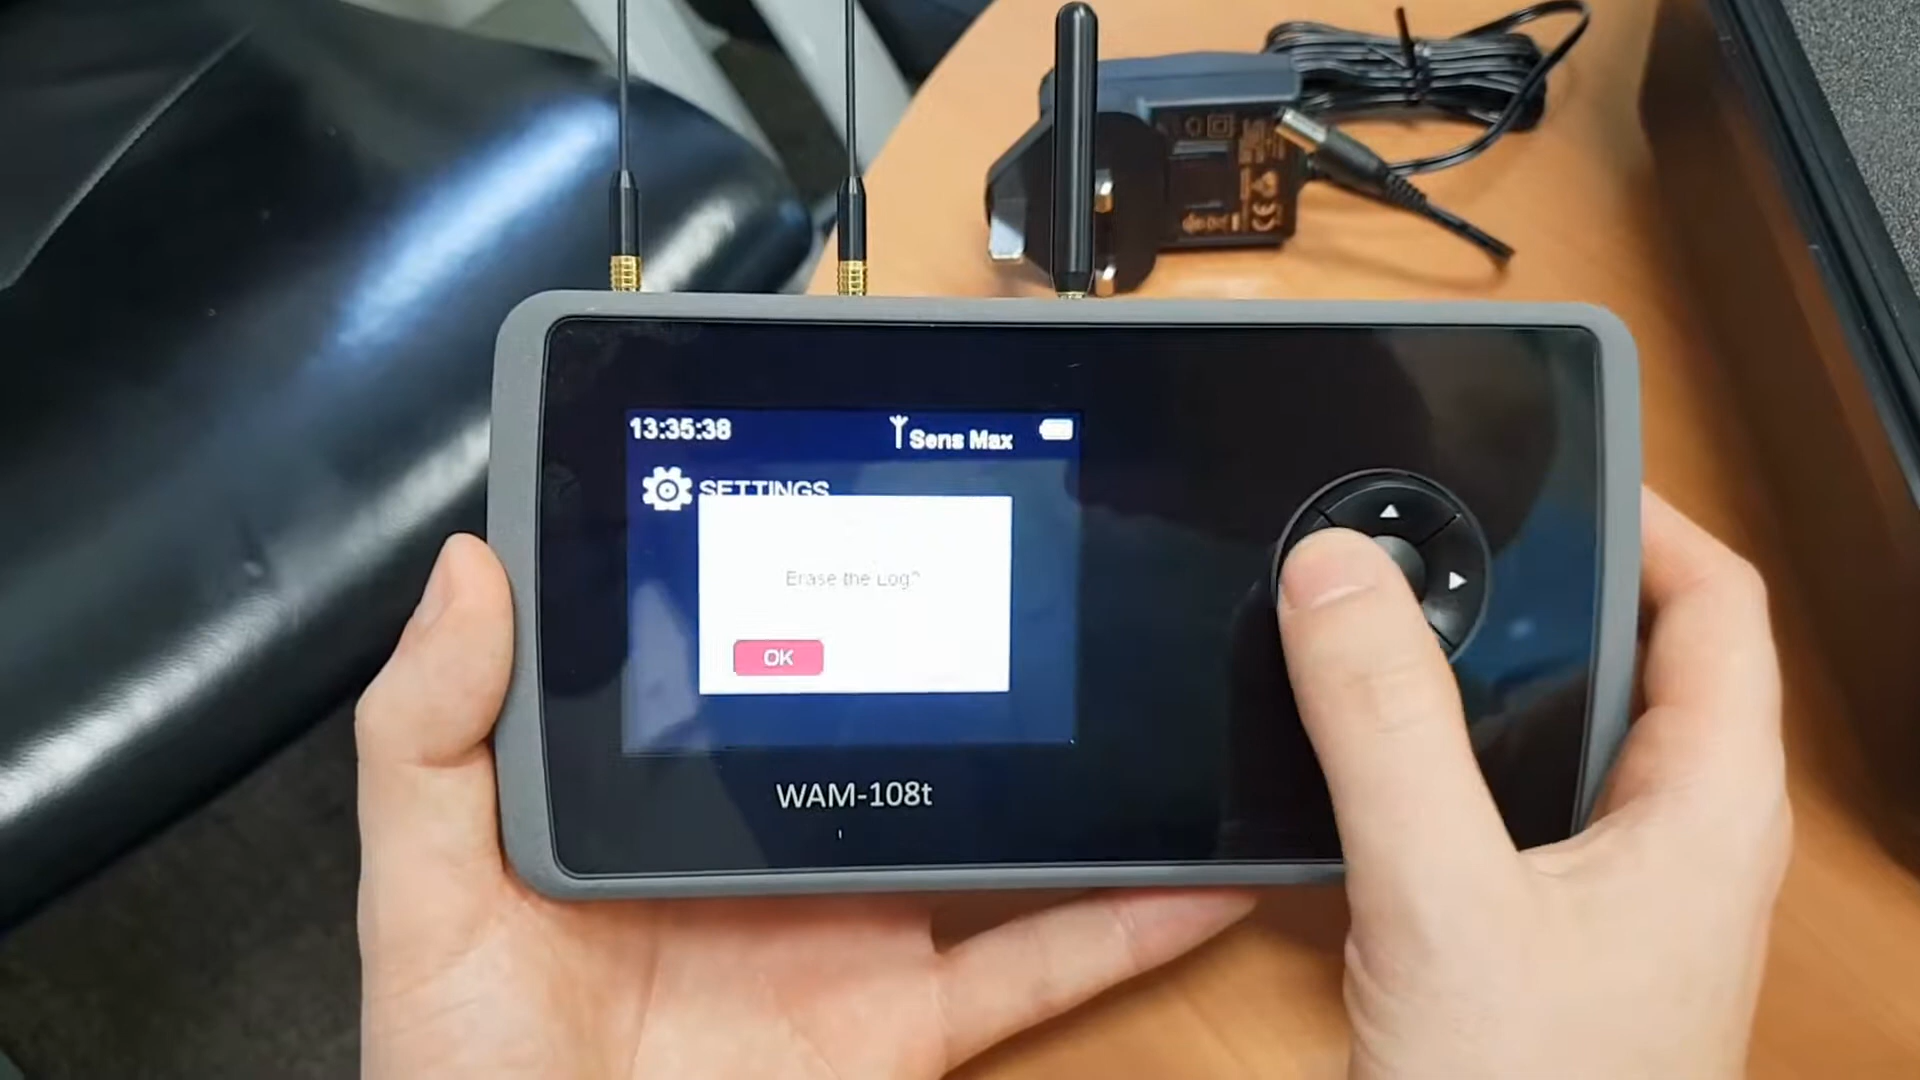 13:35:38
Sens Max
SETTINGS
Erase the Log?
OK
WAM-108t